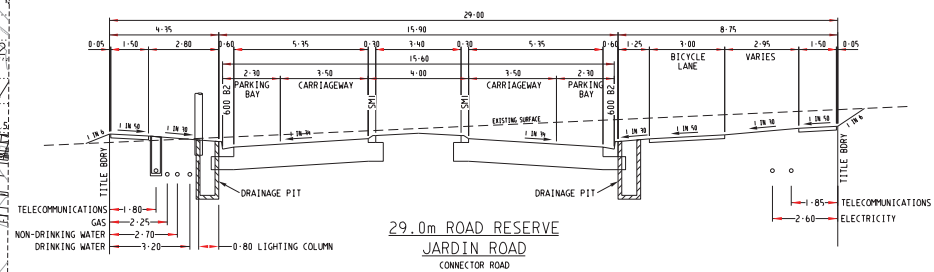 29.00
4.35 15.90 8.75
0.05 1.50 2.80 0.60 5.35 0.30 3.40 0.30 5.35 0.60 1.25 3.00 2.95 1.50 0.05
15.60
BICYCLE LANE
VARIES
2.30 3.50 4.00 3.50 2.30
PARKING BAY
CARRIAGEWAY
CARRIAGEWAY
PARKING BAY
600 B2
SM1
SM1
600 B2
EXISTING SURFACE
1 IN 6
1 IN 50
1 IN 30
1 IN 34
1 IN 34
1 IN 30
1 IN 50
1 IN 30
1 IN 50
1 IN 6
TITLE BDRY
TITLE BDRY
DRAINAGE PIT
DRAINAGE PIT
TELECOMMUNICATIONS 1.80
GAS 2.25
NON-DRINKING WATER 2.70
DRINKING WATER 3.20
0.80 LIGHTING COLUMN
1.85 TELECOMMUNICATIONS
2.60 ELECTRICITY
29.0m ROAD RESERVE
JARDIN ROAD
CONNECTOR ROAD